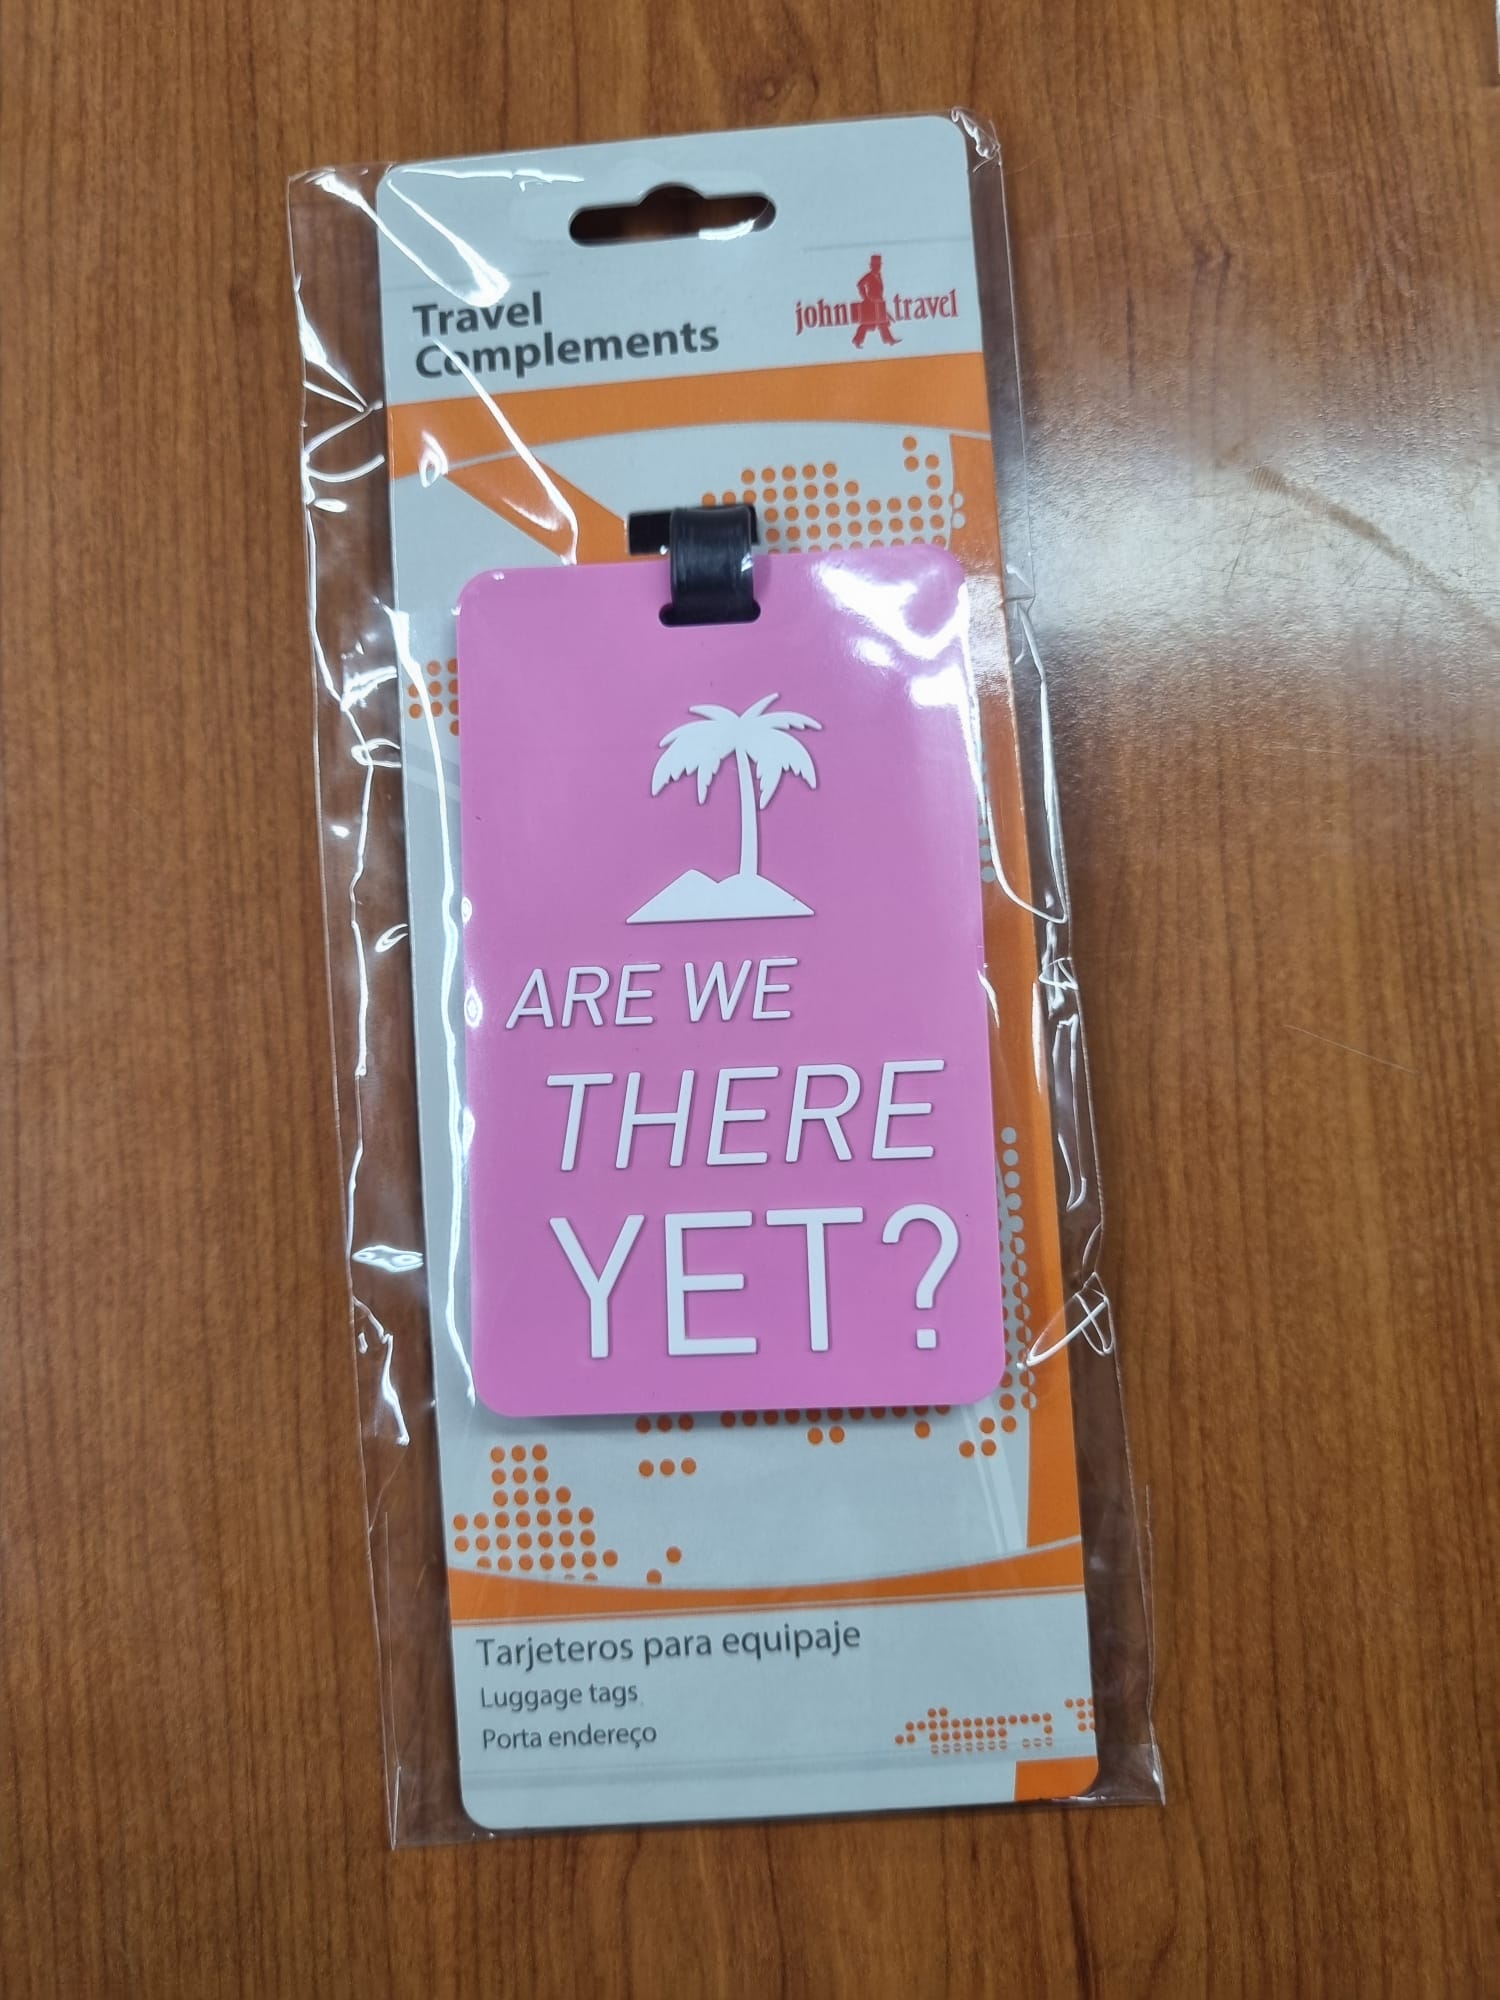 Travel
Complements
john travel
ARE WE
THERE
YET?
Tarjeteros para equipaje
Luggage tags
Porta endereço